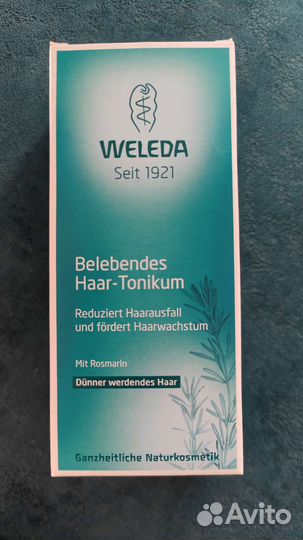 WELEDA
Seit 1921
Belebendes
Haar-Tonikum
Reduziert Haarausfall
und fördert Haarwachstum
Mit Rosmarin
Dünner werdendes Haar
Ganzheitliche Naturkosmetik
Avito